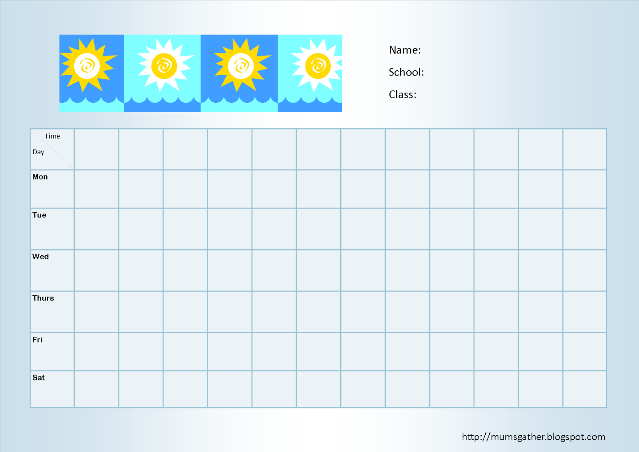 Name:
School:
Class:
Time
Day
Mon
Tue
Wed
Thurs
Fri
Sat
http://mumsgather.blogspot.com